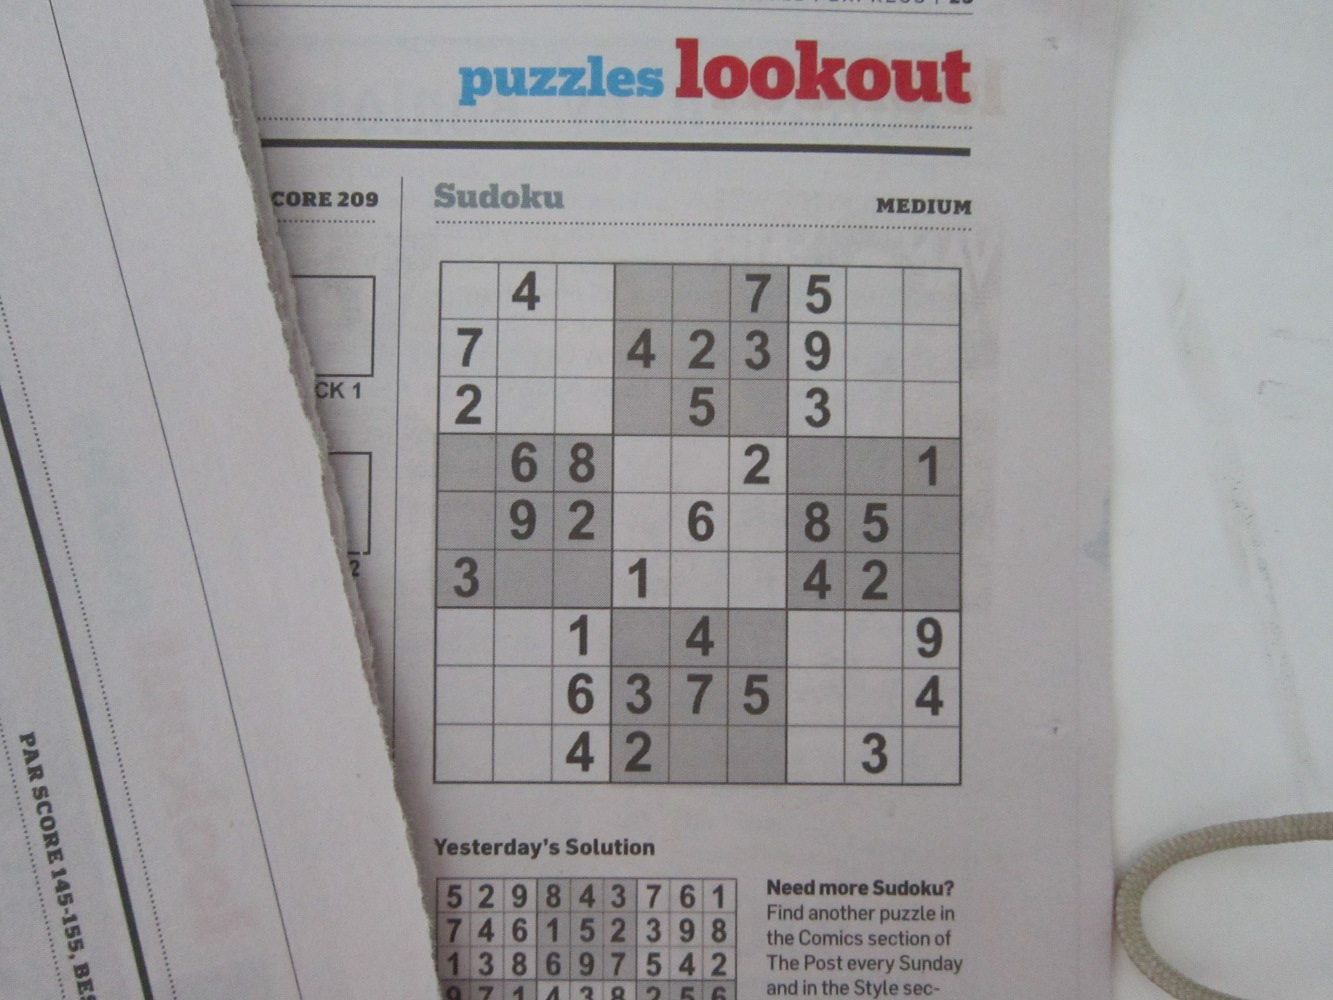 puzzles lookout
CORE 209
Sudoku
MEDIUM
4 7 5
7 4 2 3 9
2 5 3
CK 1
6 8 2 1
9 2 6 8 5
2
3 1 4 2
1 4 9
6 3 7 5 4
4 2 3
PAR SCORE 145-155, BES
Yesterday's Solution
5 2 9 8 4 3 7 6 1
7 4 6 1 5 2 3 9 8
1 3 8 6 9 7 5 4 2
9 7 1 4 3 8 2 5 6
Need more Sudoku?
Find another puzzle in
the Comics section of
The Post every Sunday
and in the Style sec-